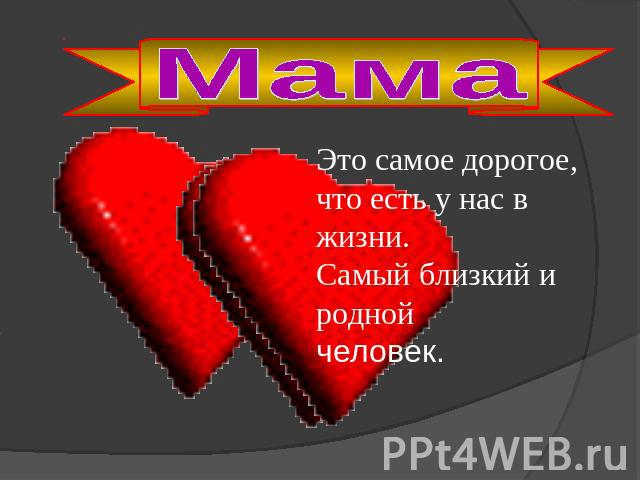 Мама
Это самое дорогое,
что есть у нас в
жизни.
Самый близкий и
родной
человек.
PPt4WEB.ru